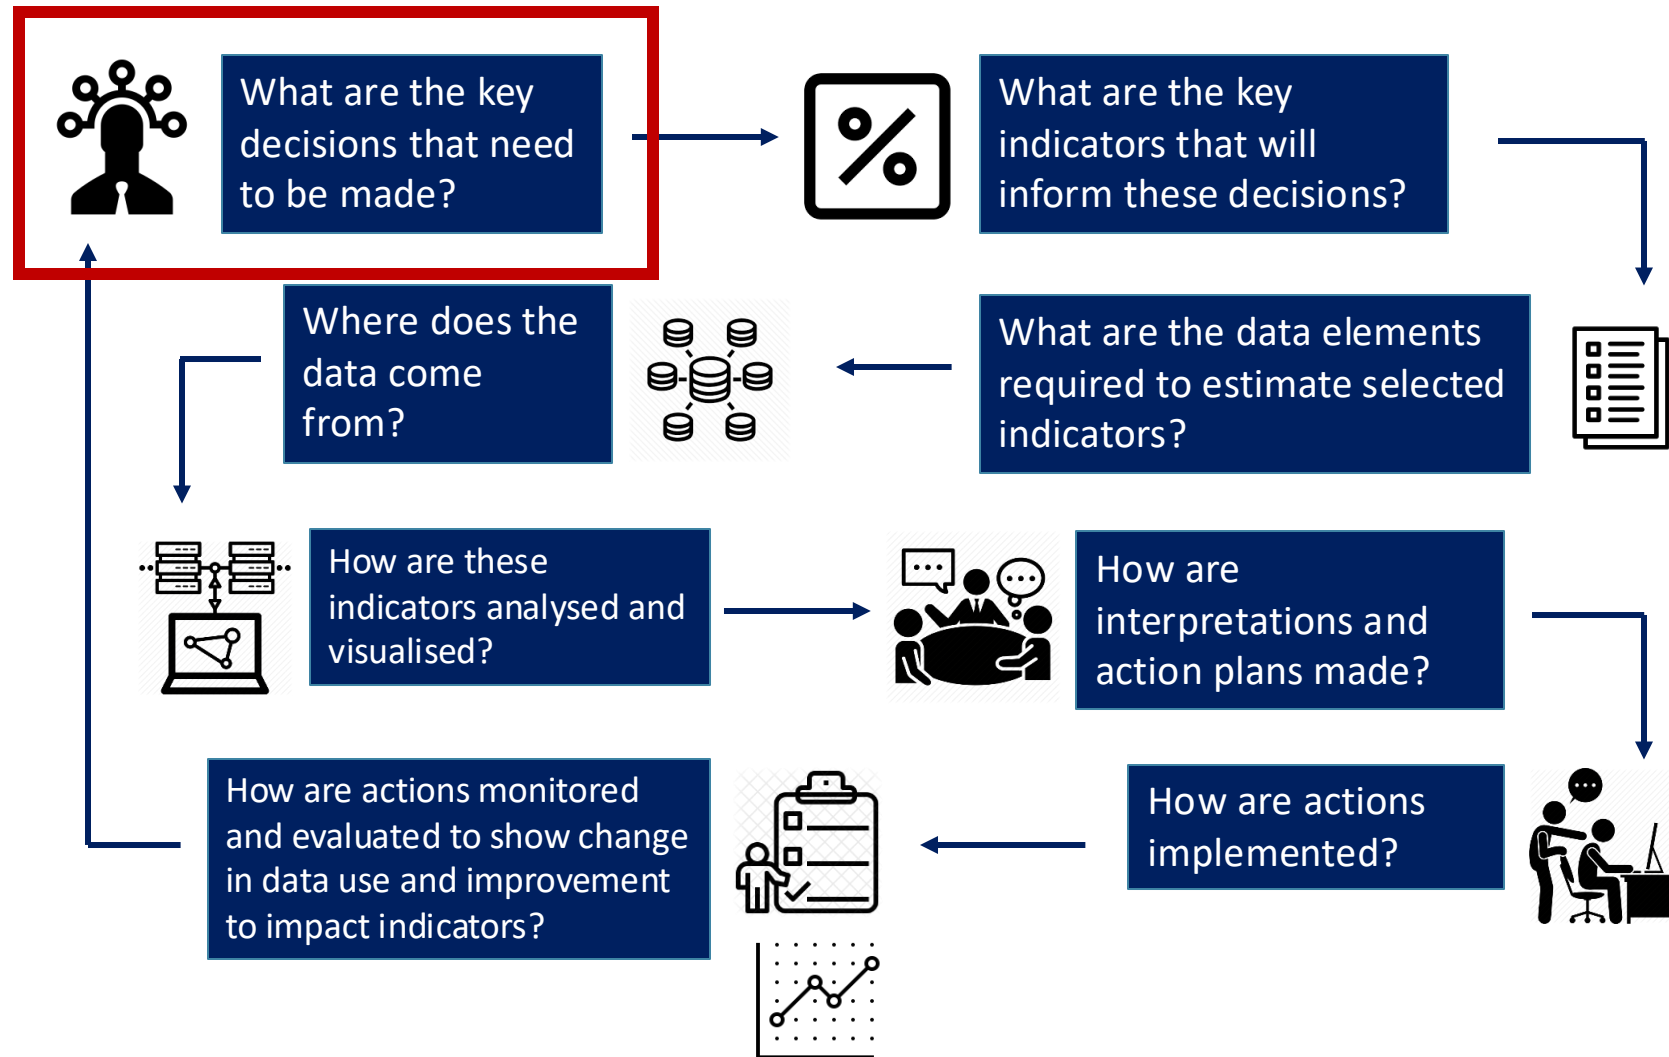 What are the key
decisions that need
to be made?
What are the key
indicators that will
inform these decisions?
What are the data elements
required to estimate selected
indicators?
Where does the
data come
from?
How are these
indicators analysed and
visualised?
How are
interpretations and
action plans made?
How are actions
implemented?
How are actions monitored
and evaluated to show change
in data use and improvement
to impact indicators?